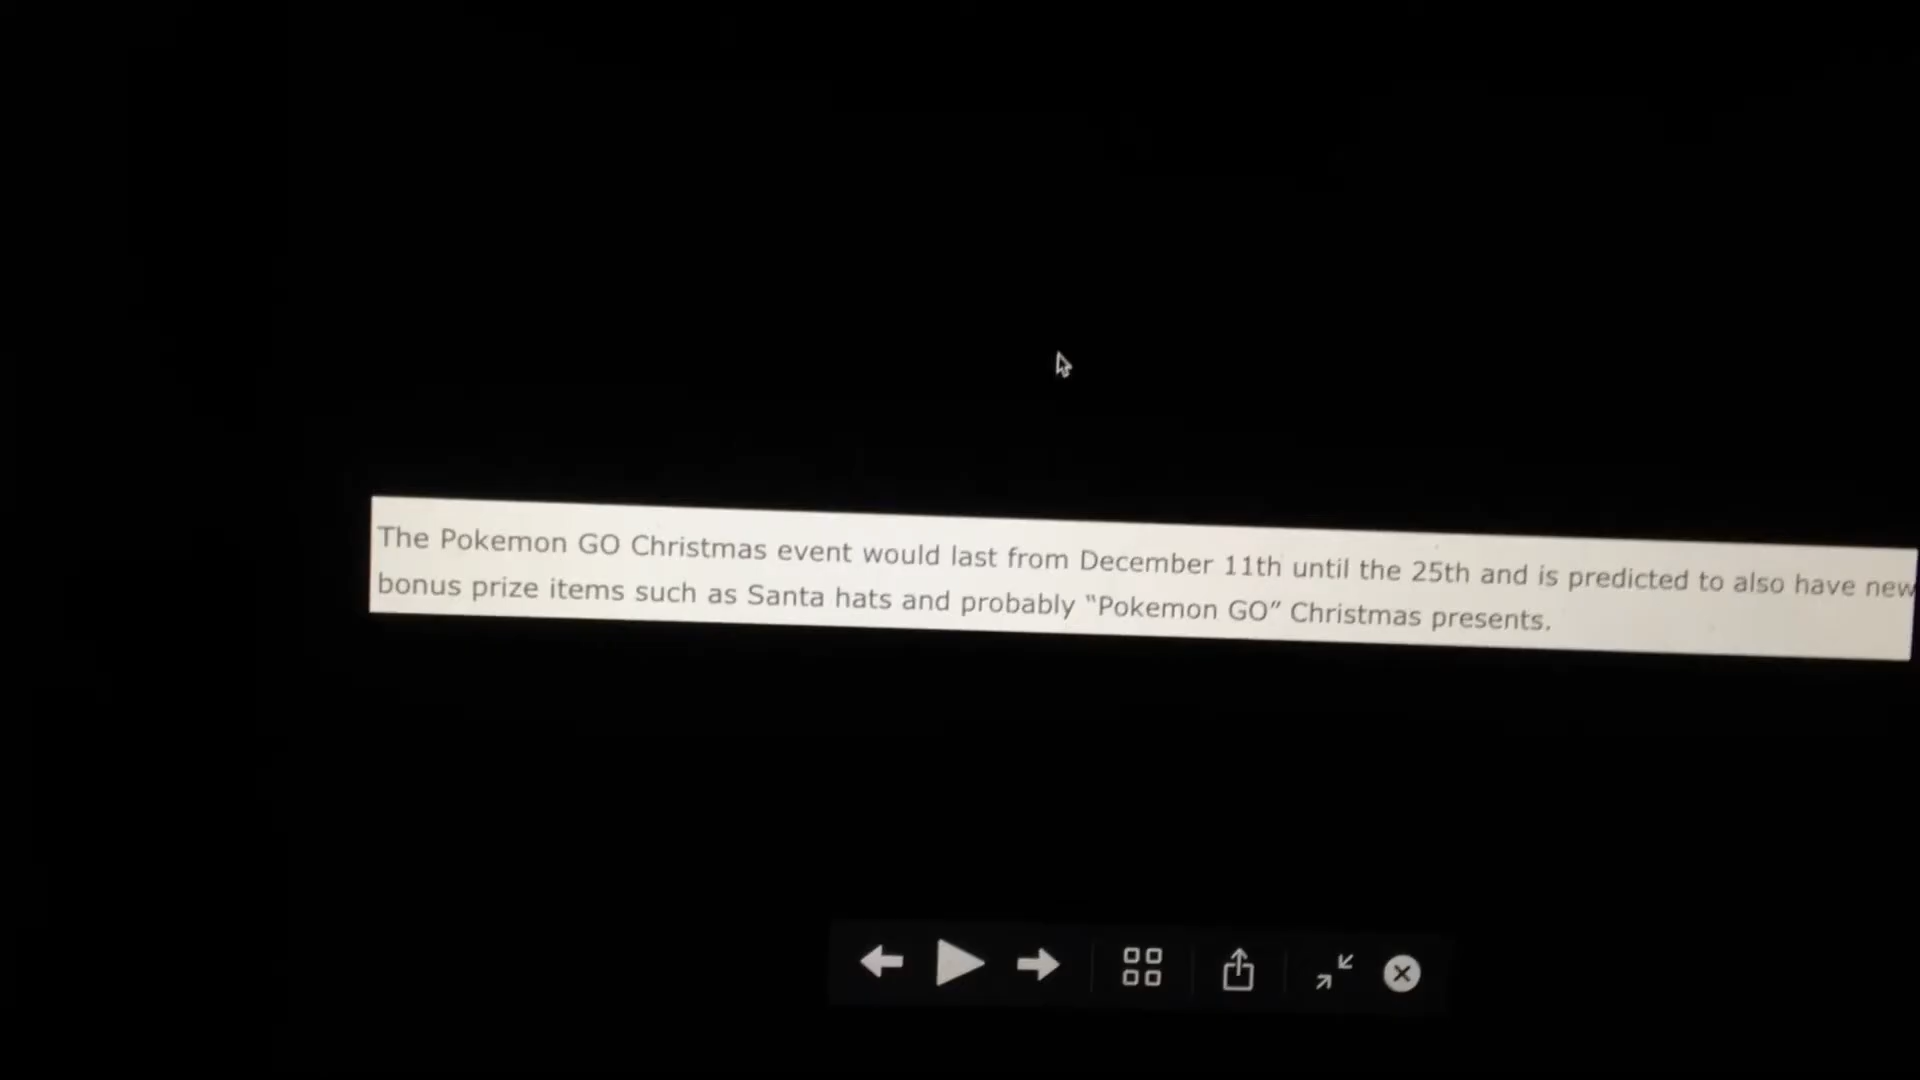 The Pokemon GO Christmas event would last from December 11th until the 25th and is predicted to also have new
bonus prize items such as Santa hats and probably “Pokemon GO” Christmas presents.